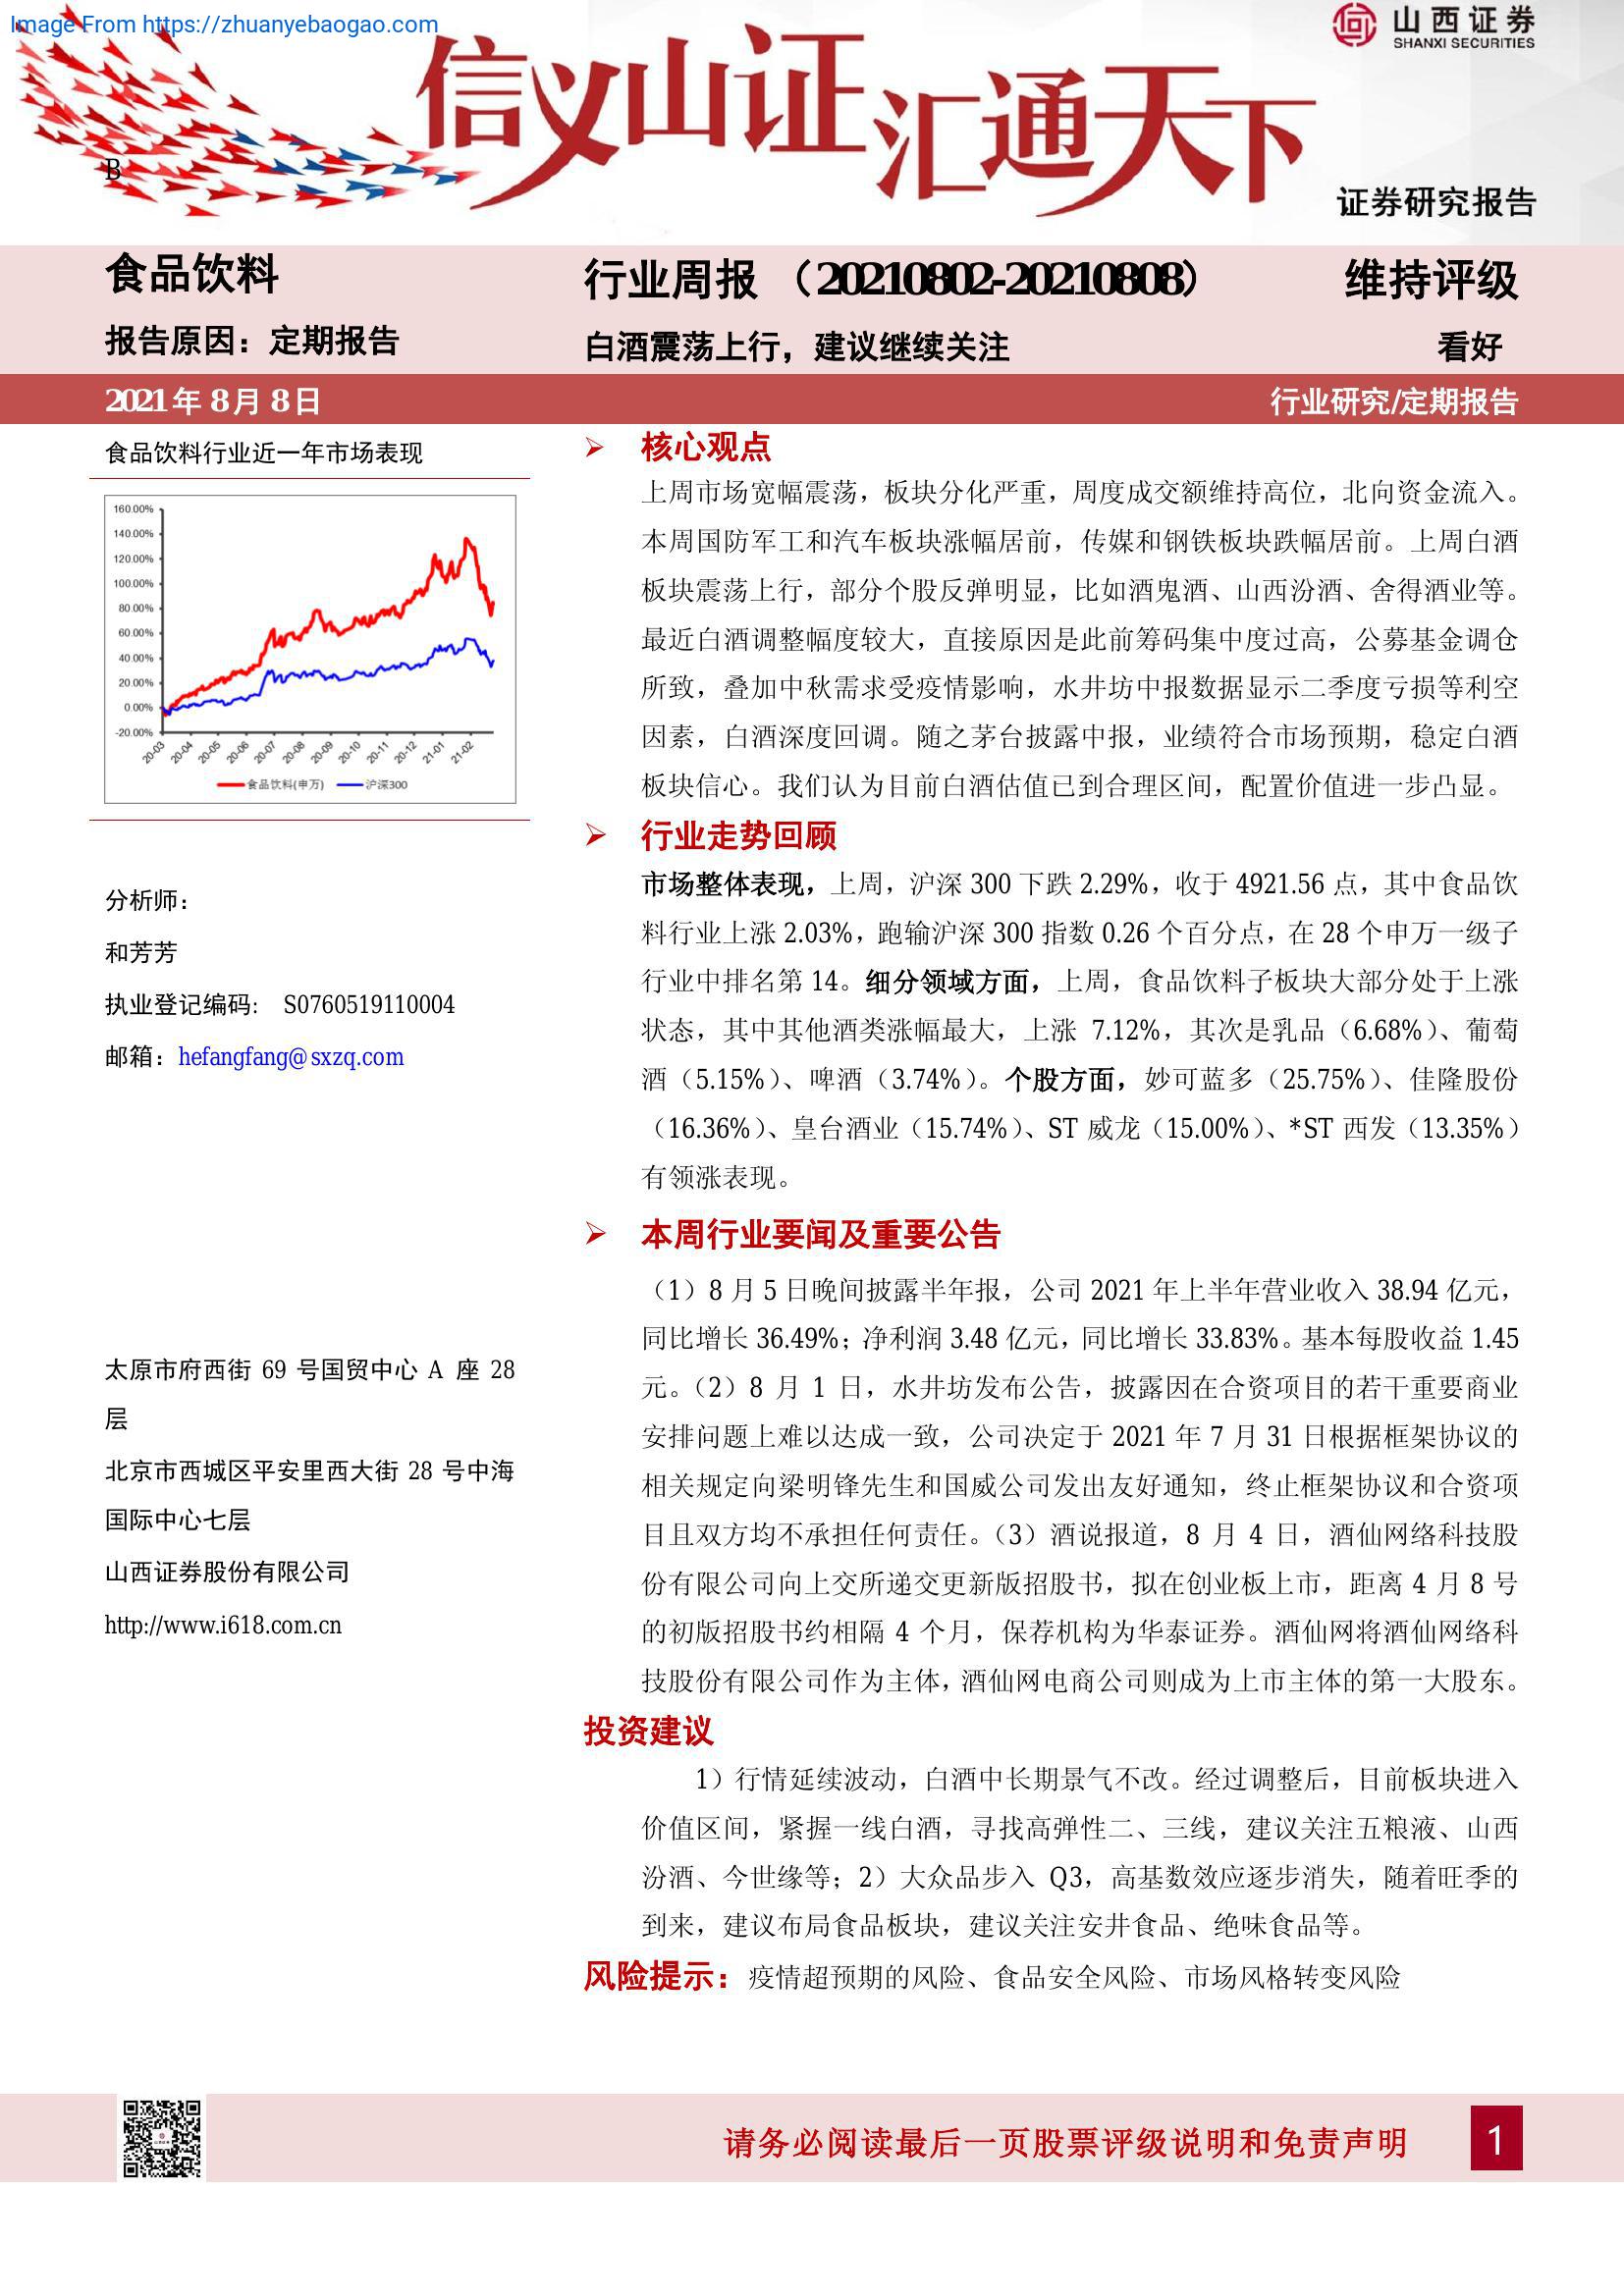 Image From https://zhuanyebaogao.com
山西证券
SHANXI SECURITIES
信义山证汇通天下
B
证券研究报告
食品饮料
行业周报（20210802-20210808）
维持评级
报告原因：定期报告
白酒震荡上行，建议继续关注
看好
2021 年 8 月 8 日
行业研究/定期报告
食品饮料行业近一年市场表现
160.00%
140.00%
120.00%
100.00%
80.00%
60.00%
40.00%
20.00%
0.00%
-20.00%
20-03 20-04 20-05 20-06 20-07 20-08 20-09 20-10 20-11 20-12 21-01 21-02
食品饮料(申万) 沪深300
分析师：
和芳芳
执业登记编码： S0760519110004
邮箱：hefangfang@sxzq.com
太原市府西街 69 号国贸中心 A 座 28
层
北京市西城区平安里西大街 28 号中海
国际中心七层
山西证券股份有限公司
http://www.i618.com.cn
核心观点
上周市场宽幅震荡，板块分化严重，周度成交额维持高位，北向资金流入。
本周国防军工和汽车板块涨幅居前，传媒和钢铁板块跌幅居前。上周白酒
板块震荡上行，部分个股反弹明显，比如酒鬼酒、山西汾酒、舍得酒业等。
最近白酒调整幅度较大，直接原因是此前筹码集中度过高，公募基金调仓
所致，叠加中秋需求受疫情影响，水井坊中报数据显示二季度亏损等利空
因素，白酒深度回调。随之茅台披露中报，业绩符合市场预期，稳定白酒
板块信心。我们认为目前白酒估值已到合理区间，配置价值进一步凸显。
行业走势回顾
市场整体表现，上周，沪深 300 下跌 2.29%，收于 4921.56 点，其中食品饮
料行业上涨 2.03%，跑输沪深 300 指数 0.26 个百分点，在 28 个申万一级子
行业中排名第 14。细分领域方面，上周，食品饮料子板块大部分处于上涨
状态，其中其他酒类涨幅最大，上涨 7.12%，其次是乳品（6.68%）、葡萄
酒（5.15%）、啤酒（3.74%）。个股方面，妙可蓝多（25.75%）、佳隆股份
（16.36%）、皇台酒业（15.74%）、ST 威龙（15.00%）、*ST 西发（13.35%）
有领涨表现。
本周行业要闻及重要公告
（1）8 月 5 日晚间披露半年报，公司 2021 年上半年营业收入 38.94 亿元，
同比增长 36.49%；净利润 3.48 亿元，同比增长 33.83%。基本每股收益 1.45
元。（2）8 月 1 日，水井坊发布公告，披露因在合资项目的若干重要商业
安排问题上难以达成一致，公司决定于 2021 年 7 月 31 日根据框架协议的
相关规定向梁明锋先生和国威公司发出友好通知，终止框架协议和合资项
目且双方均不承担任何责任。（3）酒说报道，8 月 4 日，酒仙网络科技股
份有限公司向上交所递交更新版招股书，拟在创业板上市，距离 4 月 8 号
的初版招股书约相隔 4 个月，保荐机构为华泰证券。酒仙网将酒仙网络科
技股份有限公司作为主体，酒仙网电商公司则成为上市主体的第一大股东。
投资建议
1）行情延续波动，白酒中长期景气不改。经过调整后，目前板块进入
价值区间，紧握一线白酒，寻找高弹性二、三线，建议关注五粮液、山西
汾酒、今世缘等；2）大众品步入 Q3，高基数效应逐步消失，随着旺季的
到来，建议布局食品板块，建议关注安井食品、绝味食品等。
风险提示：疫情超预期的风险、食品安全风险、市场风格转变风险
请务必阅读最后一页股票评级说明和免责声明
1